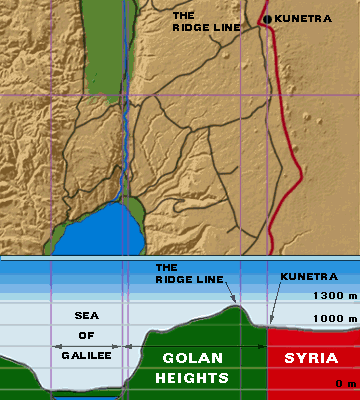 THE
RIDGE LINE
KUNETRA
THE
RIDGE LINE
KUNETRA
1300 m
1000 m
SEA
OF
GALILEE
GOLAN
HEIGHTS
SYRIA
0 m